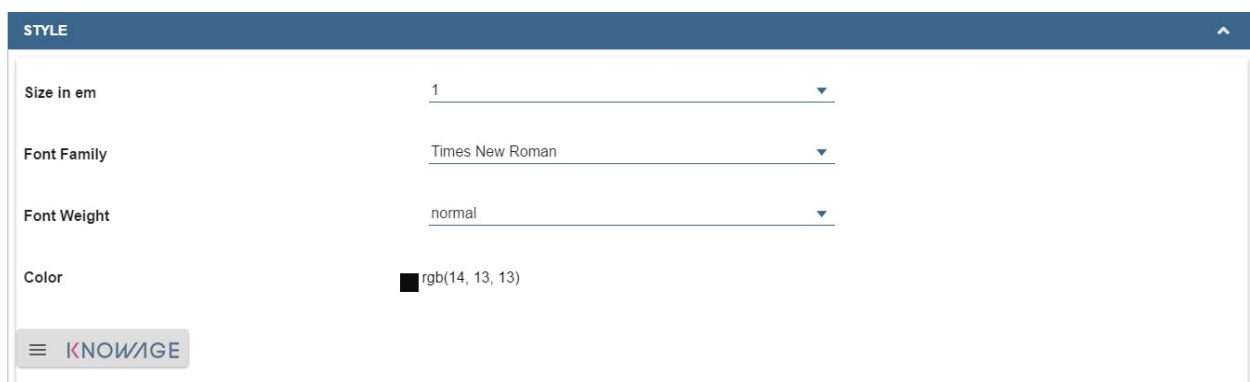 STYLE
Size in em 1
Font Family Times New Roman
Font Weight normal
Color rgb(14, 13, 13)
KNOWAGE